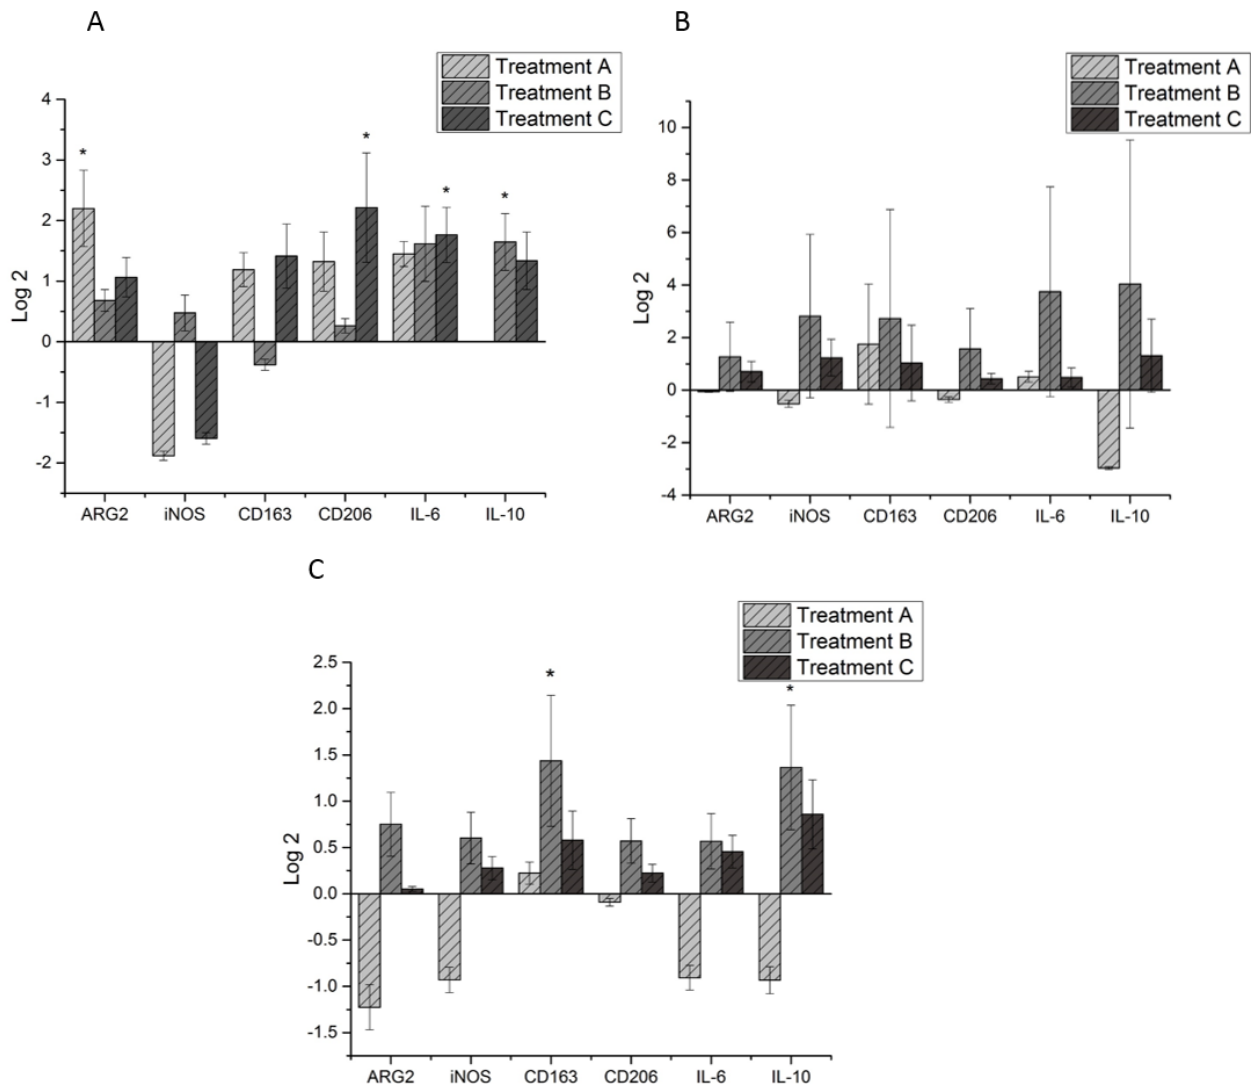 A
Treatment A
Treatment B
Treatment C
4
3
2
1
0
-1
-2
Log 2
*
*
*
*
ARG2 iNOS CD163 CD206 IL-6 IL-10
B
Treatment A
Treatment B
Treatment C
10
8
6
4
2
0
-2
-4
Log 2
ARG2 iNOS CD163 CD206 IL-6 IL-10
C
Treatment A
Treatment B
Treatment C
2.5
2.0
1.5
1.0
0.5
0.0
-0.5
-1.0
-1.5
Log 2
*
*
ARG2 iNOS CD163 CD206 IL-6 IL-10